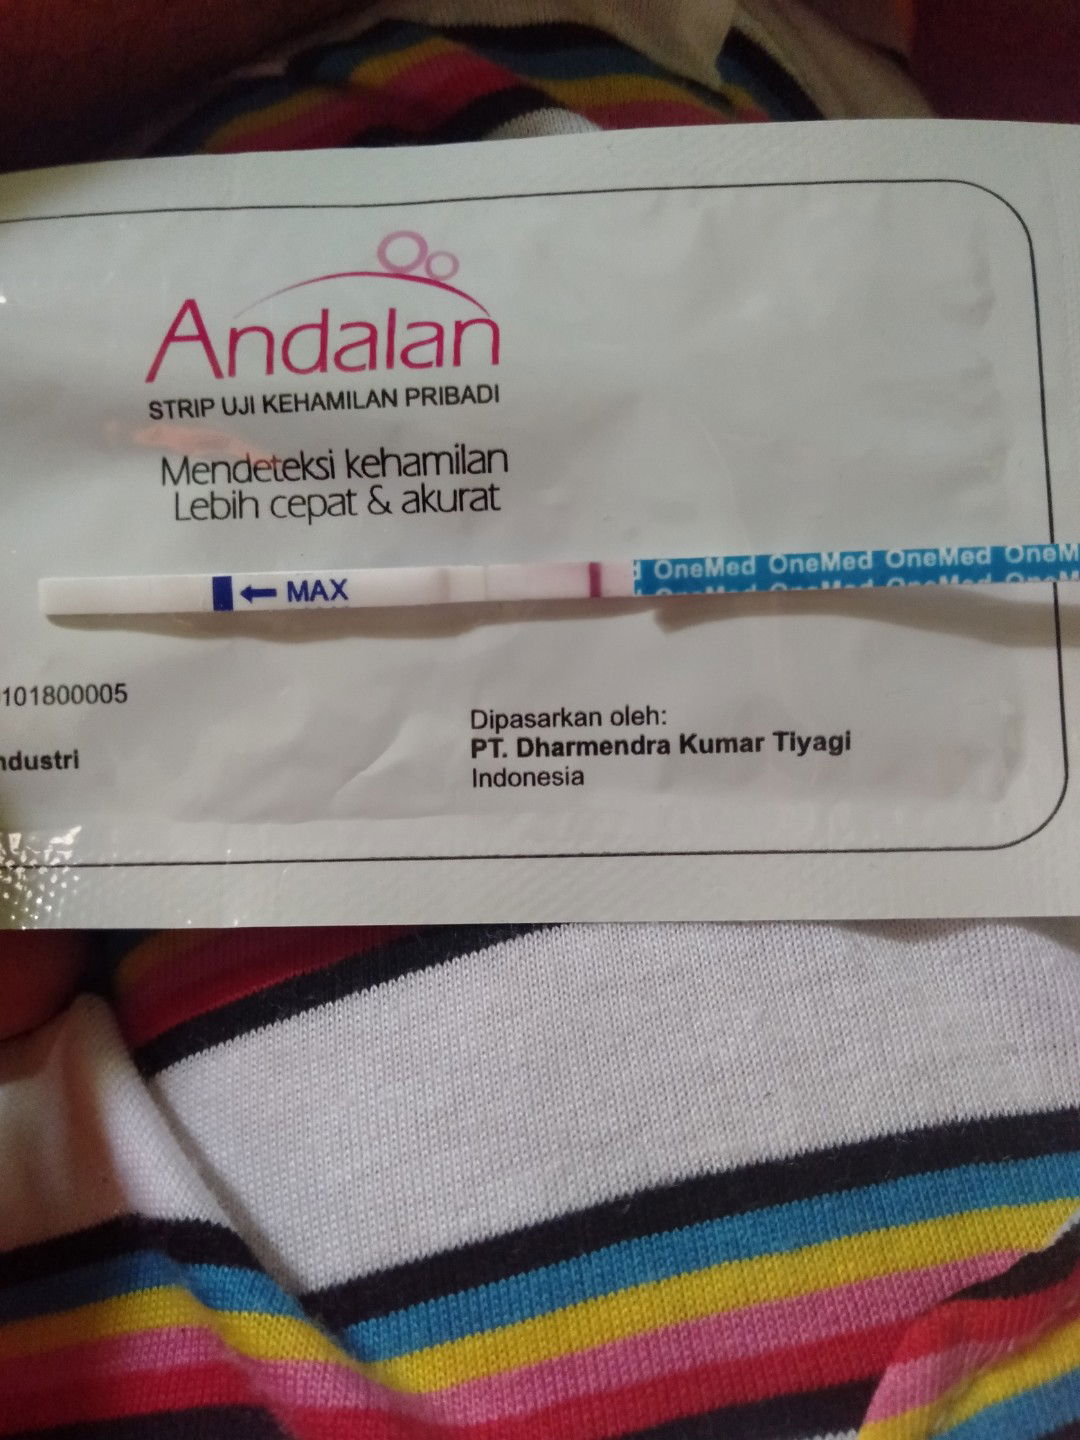 Andalan
STRIP UJI KEHAMILAN PRIBADI
Mendeteksi kehamilan
Lebih cepat & akurat
OneMed OneMed OneMed OneM
MAX
101800005
ndustri
Dipasarkan oleh:
PT. Dharmendra Kumar Tiyagi
Indonesia